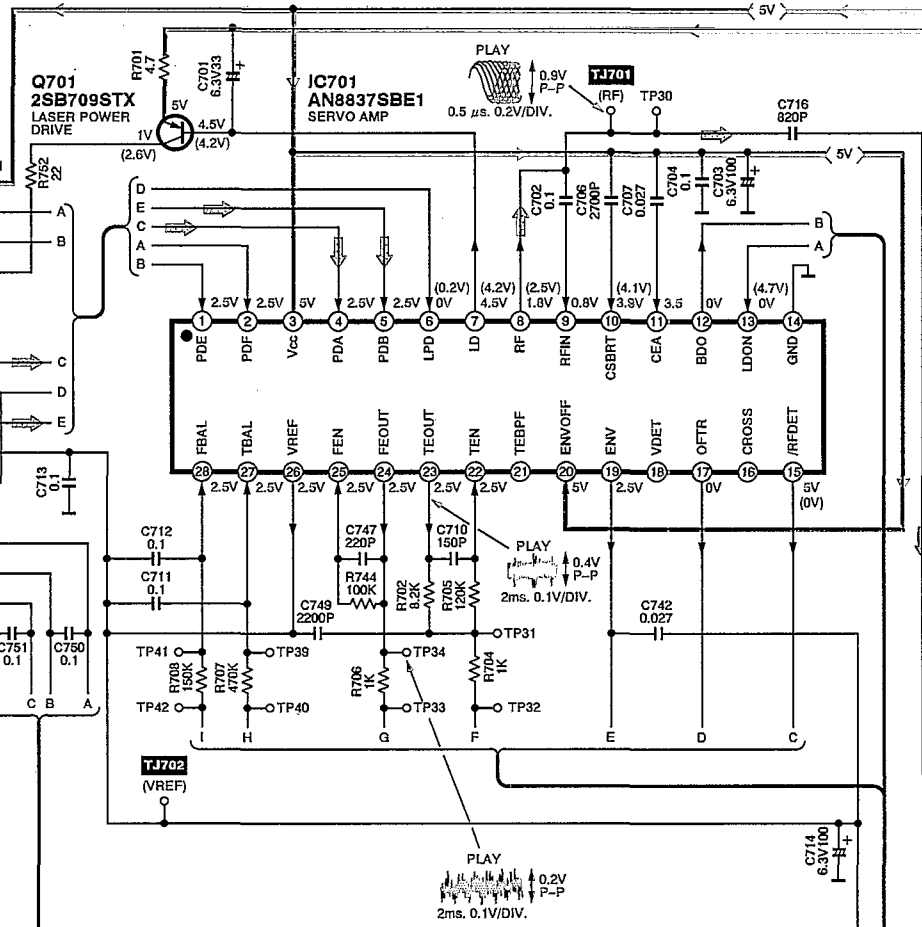 5V
R701
4.7
C701
6.3V33
+
Q701
2SB709STX
LASER POWER
DRIVE
IC701
AN8837SBE1
SERVO AMP
PLAY
0.9V
P–P
0.5 µs. 0.2V/DIV.
TJ701
(RF)
TP30
C716
820P
5V
1V
(2.6V)
4.5V
(4.2V)
R752
22
5V
A
B
D
E
C
A
B
C702
0.1
C706
2700P
C707
0.027
C704
0.1
C703
6.3V100
+
B
A
2.5V
2.5V
5V
2.5V
2.5V
(0.2V)
0V
(4.2V)
4.5V
(2.5V)
1.8V
0.8V
(4.1V)
3.9V
3.5
0V
(4.7V)
0V
1 2 3 4 5 6 7 8 9 10 11 12 13 14
PDE
PDF
Vcc
PDA
PDB
LPD
LD
RF
RFIN
CSBRT
CEA
BDO
LDON
GND
C
D
E
FBAL
TBAL
VREF
FEN
FEOUT
TEOUT
TEN
TEBPF
ENVOFF
ENV
VDET
OFTR
CROSS
/RFDET
28 27 26 25 24 23 22 21 20 19 18 17 16 15
2.5V
2.5V
2.5V
2.5V
2.5V
2.5V
2.5V
5V
2.5V
0V
5V
(0V)
C713
0.1
C712
0.1
C711
0.1
C747
220P
R744
100K
C710
150P
R702
8.2K
R705
120K
PLAY
0.4V
P–P
2ms. 0.1V/DIV.
C749
2200P
C742
0.027
C751
0.1
C750
0.1
TP31
TP41
R708
150K
R707
470K
TP39
TP34
R706
1K
R704
1K
TP42
TP40
TP33
TP32
C B A
I
H
G
F
E
D
C
TJ702
(VREF)
C714
6.3V100
+
PLAY
0.2V
P–P
2ms. 0.1V/DIV.